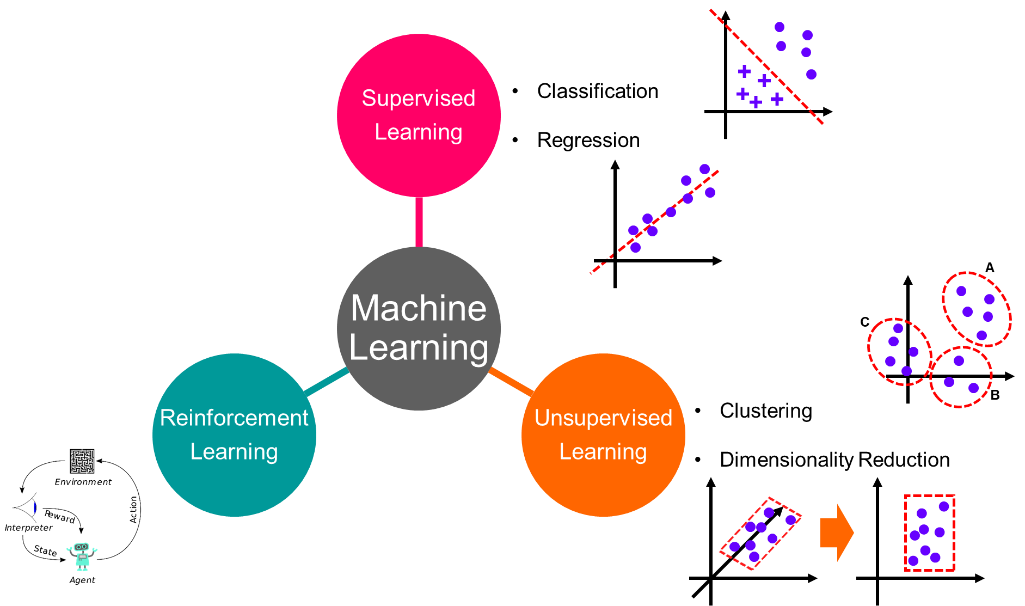 Supervised
Learning
• Classification
• Regression
Machine
Learning
A
C
B
Reinforcement
Learning
Unsupervised
Learning
• Clustering
• Dimensionality Reduction
Environment
Action
Reward
Interpreter
State
Agent